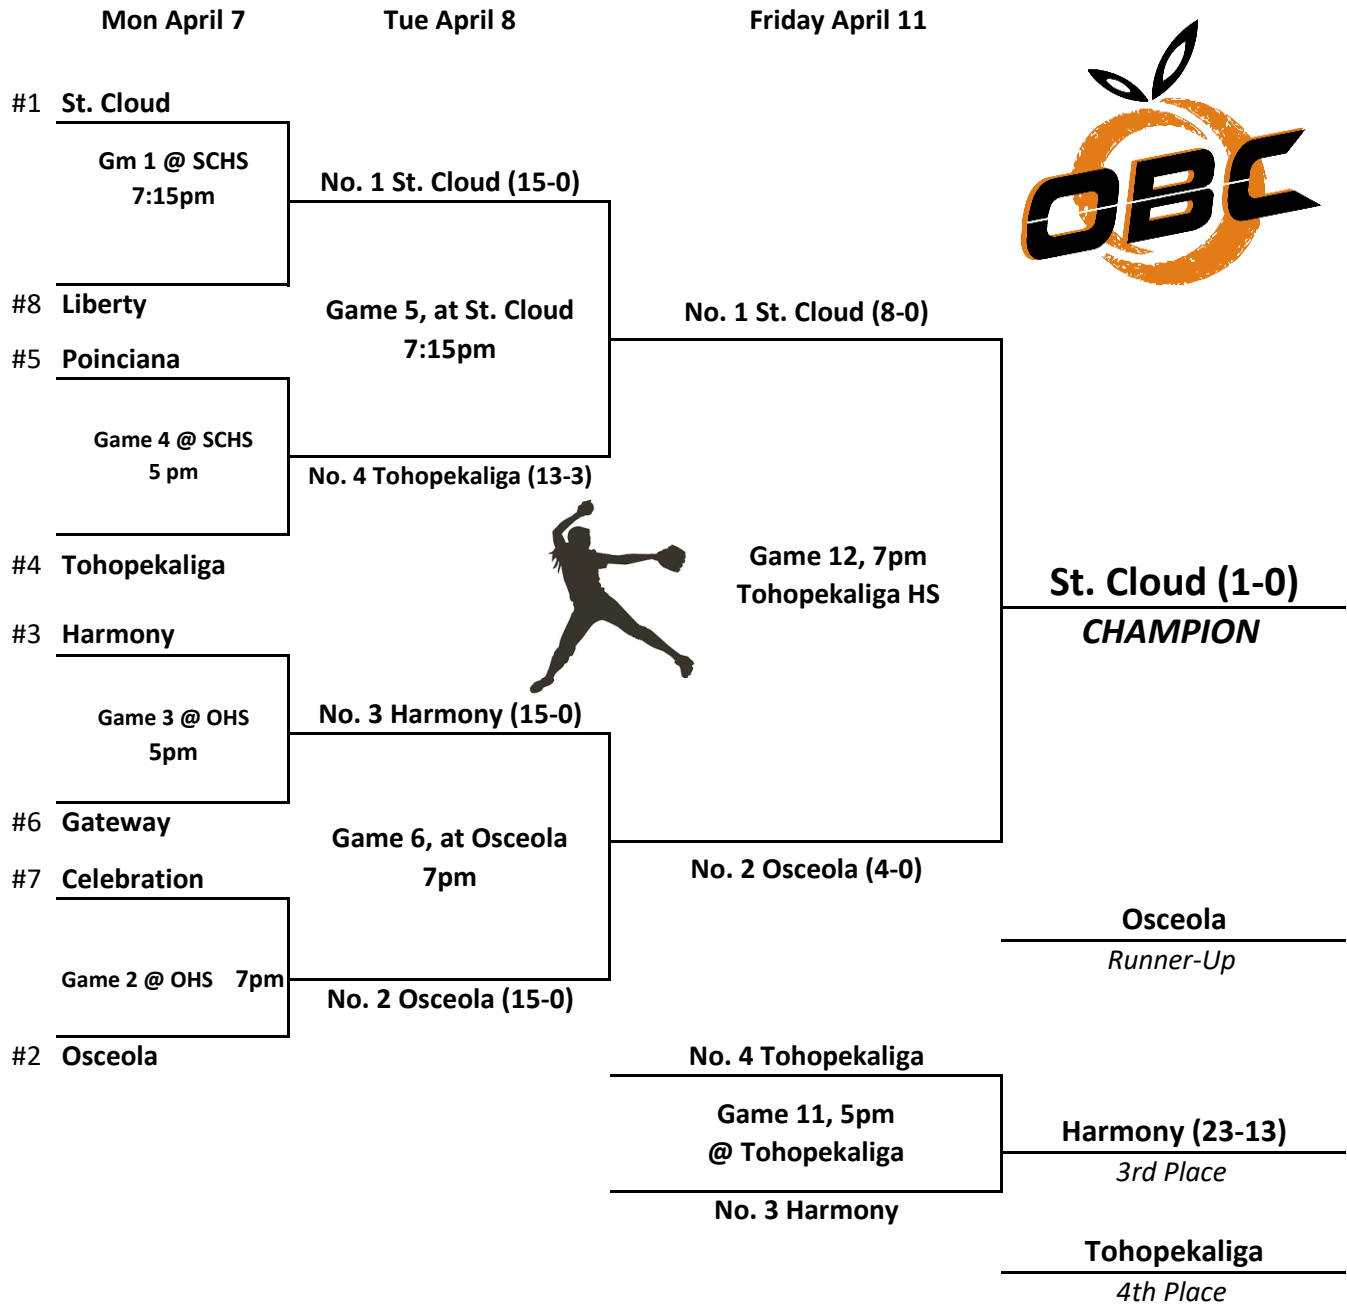 Mon April 7
Tue April 8
Friday April 11
OBC
#1 St. Cloud
Gm 1 @ SCHS
7:15pm
No. 1 St. Cloud (15-0)
#8 Liberty
Game 5, at St. Cloud
7:15pm
No. 1 St. Cloud (8-0)
#5 Poinciana
Game 4 @ SCHS
5 pm
No. 4 Tohopekaliga (13-3)
#4 Tohopekaliga
Game 12, 7pm
Tohopekaliga HS
St. Cloud (1-0)
CHAMPION
#3 Harmony
Game 3 @ OHS
5pm
No. 3 Harmony (15-0)
#6 Gateway
Game 6, at Osceola
7pm
No. 2 Osceola (4-0)
#7 Celebration
Game 2 @ OHS 7pm
No. 2 Osceola (15-0)
#2 Osceola
Osceola
Runner-Up
No. 4 Tohopekaliga
Game 11, 5pm
@ Tohopekaliga
Harmony (23-13)
3rd Place
No. 3 Harmony
Tohopekaliga
4th Place